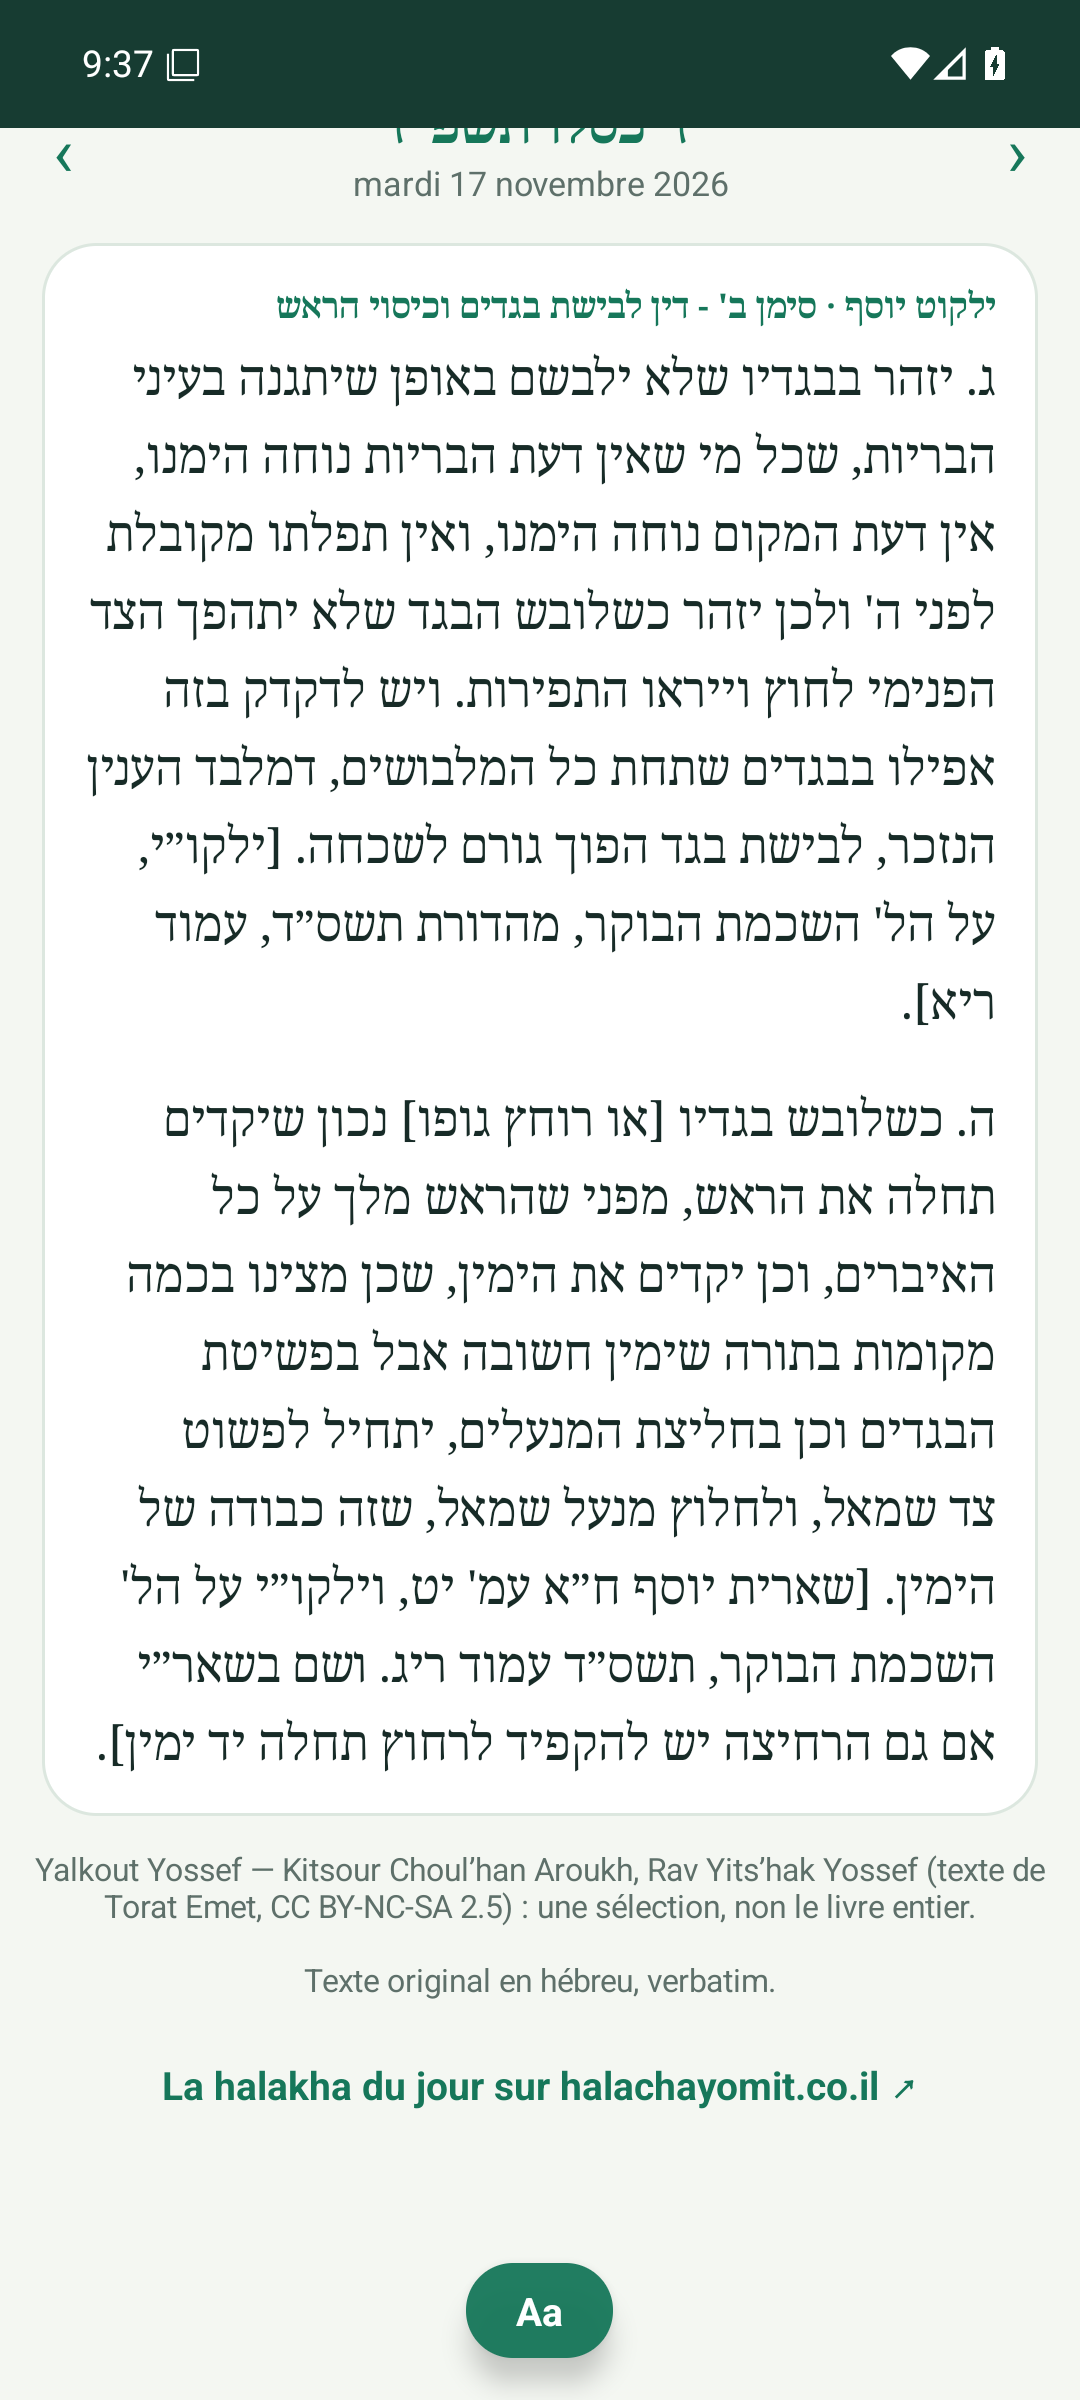 9:37
mardi 17 novembre 2026
ילקוט יוסף · סימן ב' - דין לבישת בגדים וכיסוי הראש
ג. יזהר בבגדיו שלא ילבשם באופן שיתגנה בעיני
הבריות, שכל מי שאין דעת הבריות נוחה הימנו,
אין דעת המקום נוחה הימנו, ואין תפלתו מקובלת
לפני ה' ולכן יזהר כשלובש הבגד שלא יתהפך הצד
הפנימי לחוץ וייראו התפירות. ויש לדקדק בזה
אפילו בבגדים שתחת כל המלבושים, דמלבד הענין
הנזכר, לבישת בגד הפוך גורם לשכחה. [ילקו״י,
על הל' השכמת הבוקר, מהדורת תשס״ד, עמוד
ריא].
ה. כשלובש בגדיו [או רוחץ גופו] נכון שיקדים
תחלה את הראש, מפני שהראש מלך על כל
האיברים, וכן יקדים את הימין, שכן מצינו בכמה
מקומות בתורה שימין חשובה אבל בפשיטת
הבגדים וכן בחליצת המנעלים, יתחיל לפשוט
צד שמאל, ולחלוץ מנעל שמאל, שזה כבודה של
הימין. [שארית יוסף ח״א עמ' יט, וילקו״י על הל'
השכמת הבוקר, תשס״ד עמוד ריג. ושם בשאר״י
אם גם הרחיצה יש להקפיד לרחוץ תחלה יד ימין].
Yalkout Yossef — Kitsour Choul’han Aroukh, Rav Yits’hak Yossef (texte de
Torat Emet, CC BY-NC-SA 2.5) : une sélection, non le livre entier.
Texte original en hébreu, verbatim.
La halakha du jour sur halachayomit.co.il ↗
Aa